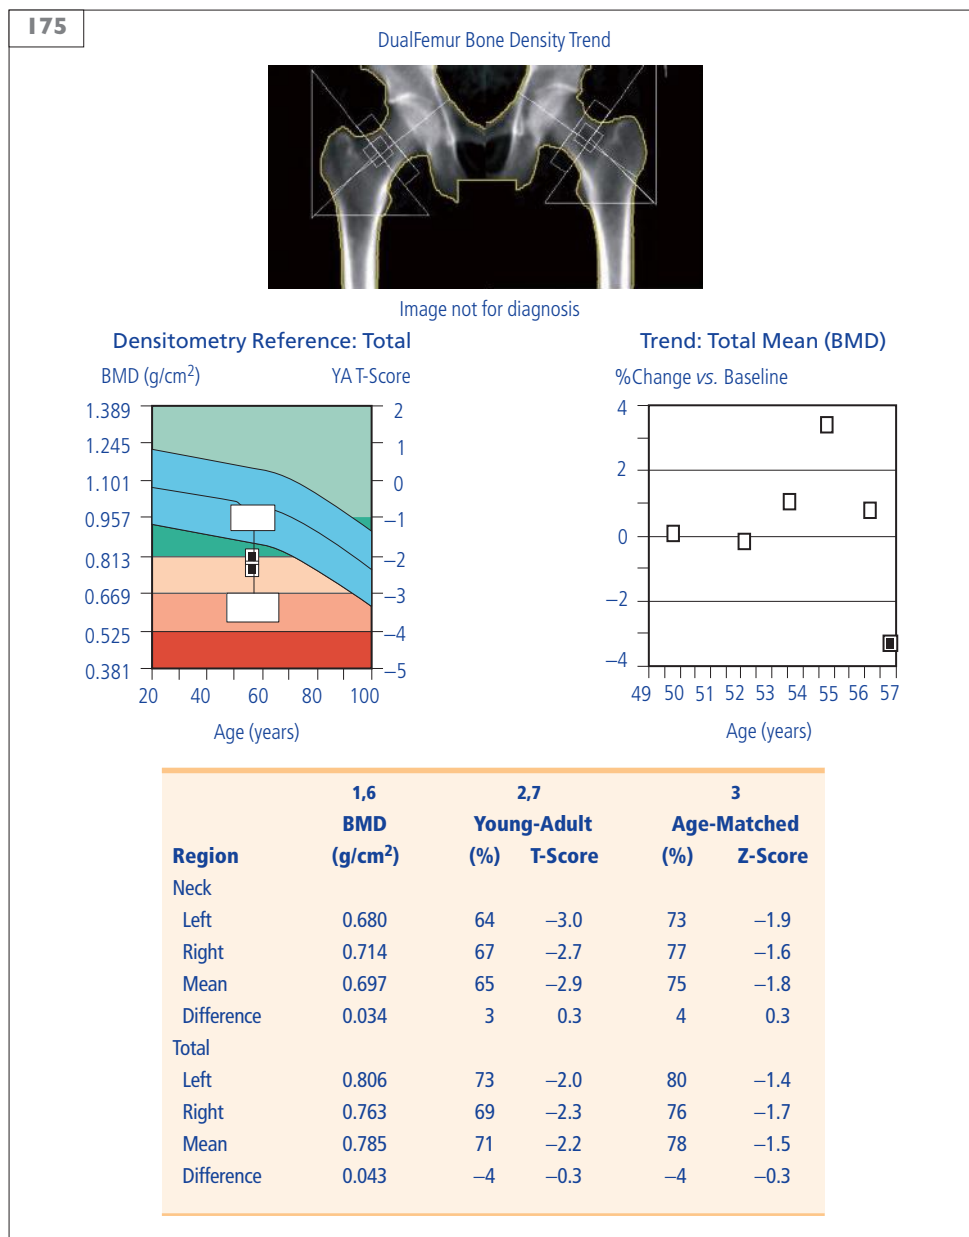 175
DualFemur Bone Density Trend
Image not for diagnosis
Densitometry Reference: Total
BMD (g/cm2) YA T-Score
1.389 2
1.245 1
1.101 0
0.957 –1
0.813 –2
0.669 –3
0.525 –4
0.381 –5
20 40 60 80 100
Age (years)
Trend: Total Mean (BMD)
%Change vs. Baseline
4
2
0
–2
–4
49 50 51 52 53 54 55 56 57
Age (years)
1,6 2,7 3
BMD Young-Adult Age-Matched
Region (g/cm2) (%) T-Score (%) Z-Score
Neck
Left 0.680 64 –3.0 73 –1.9
Right 0.714 67 –2.7 77 –1.6
Mean 0.697 65 –2.9 75 –1.8
Difference 0.034 3 0.3 4 0.3
Total
Left 0.806 73 –2.0 80 –1.4
Right 0.763 69 –2.3 76 –1.7
Mean 0.785 71 –2.2 78 –1.5
Difference 0.043 –4 –0.3 –4 –0.3